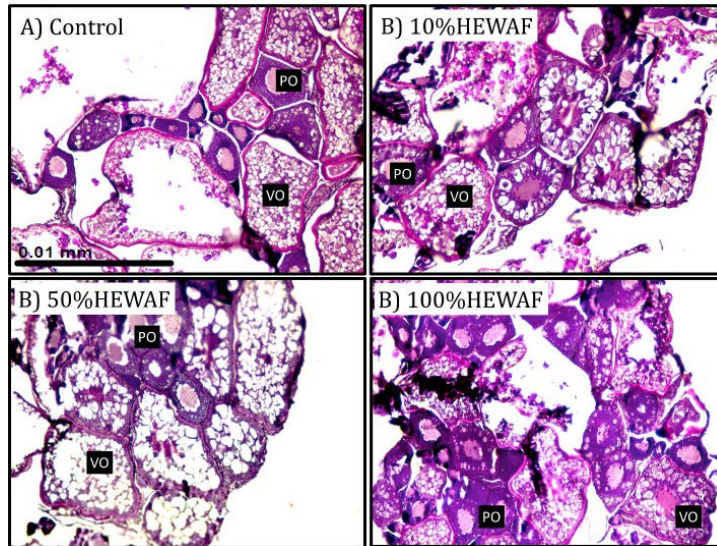 A) Control
PO
VO
0.01 mm
B) 10%HEWAF
PO
VO
B) 50%HEWAF
PO
VO
B) 100%HEWAF
PO
VO